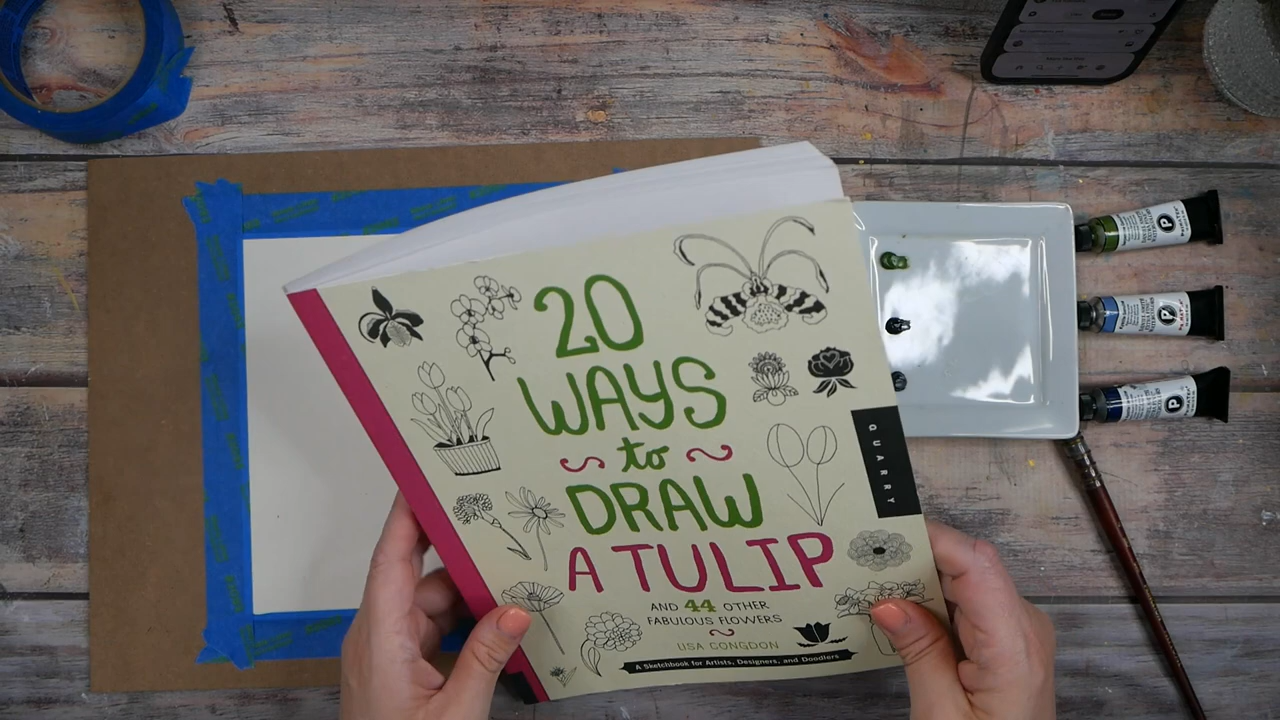 20
WAYS
to
DRAW
A TULIP
AND 44 OTHER
FABULOUS FLOWERS
LISA CONGDON
A Sketchbook for Artists, Designers, and Doodlers
QUARRY
P
P
P